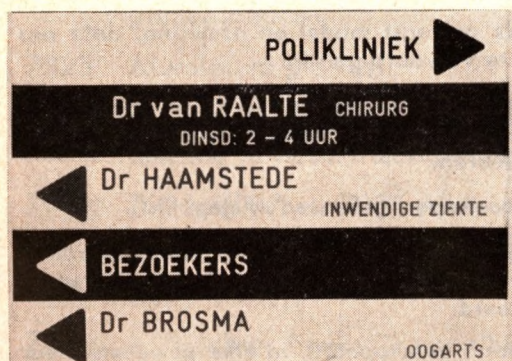 POLIKLINIEK
Dr van RAALTE CHIRURG
DINSD: 2 – 4 UUR
Dr HAAMSTEDE
INWENDIGE ZIEKTE
BEZOEKERS
Dr BROSMA
OOGARTS